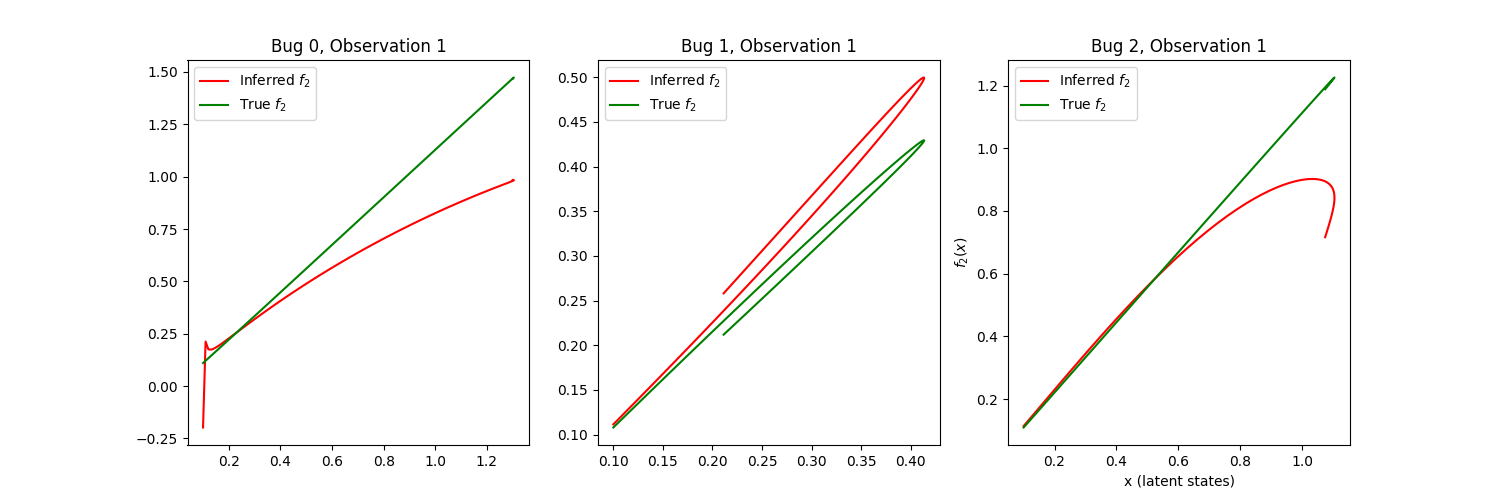 Bug 0, Observation 1
Inferred f₂
True f₂
1.50
1.25
1.00
0.75
0.50
0.25
0.00
−0.25
0.2 0.4 0.6 0.8 1.0 1.2
Bug 1, Observation 1
Inferred f₂
True f₂
0.50
0.45
0.40
0.35
0.30
0.25
0.20
0.15
0.10
0.10 0.15 0.20 0.25 0.30 0.35 0.40
Bug 2, Observation 1
Inferred f₂
True f₂
f₂(x)
1.2
1.0
0.8
0.6
0.4
0.2
0.2 0.4 0.6 0.8 1.0
x (latent states)